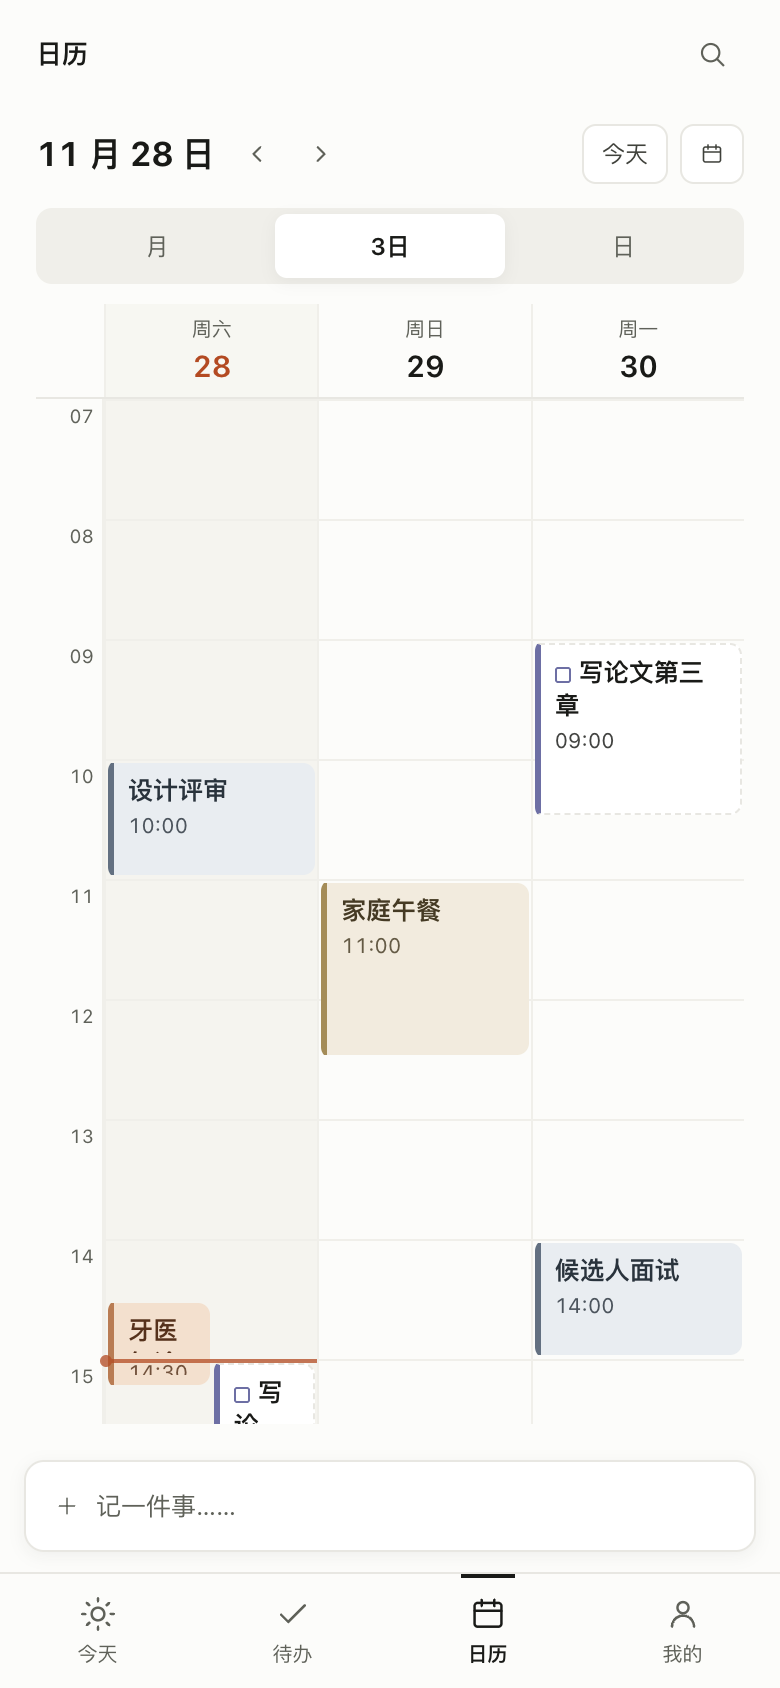 日历
11 月 28 日
今天
月
3日
日
周六
28
周日
29
周一
30
07
08
09
写论文第三
章
09:00
10
设计评审
10:00
11
家庭午餐
11:00
12
13
14
候选人面试
14:00
牙医
14:30
15
写
论
记一件事……
今天
待办
日历
我的